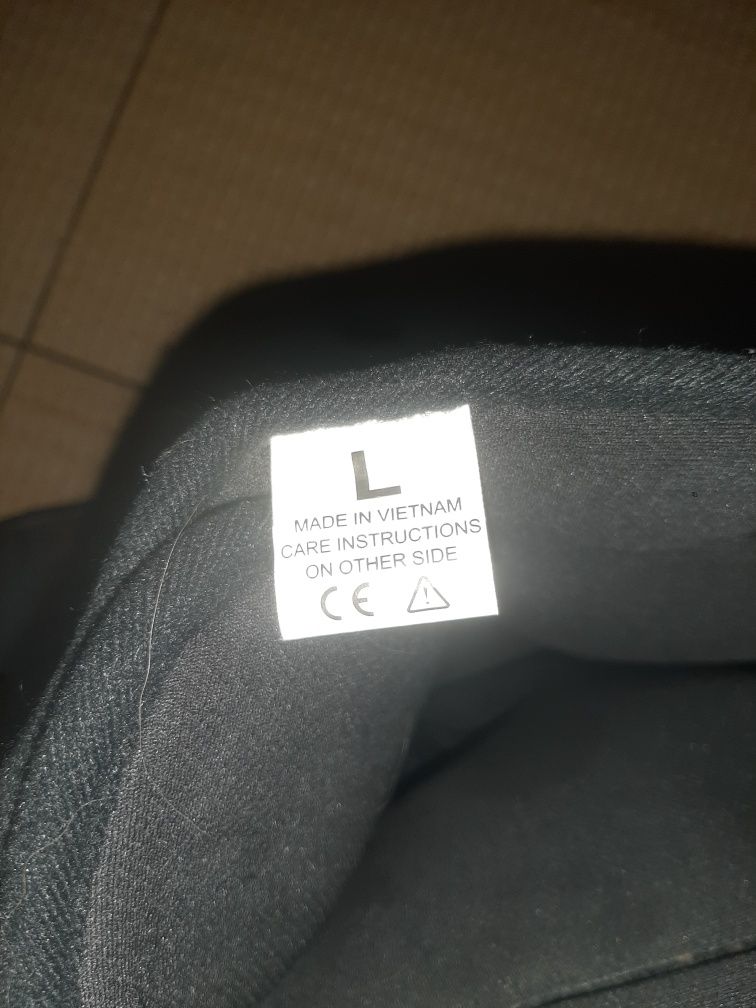 L
MADE IN VIETNAM
CARE INSTRUCTIONS
ON OTHER SIDE
CE